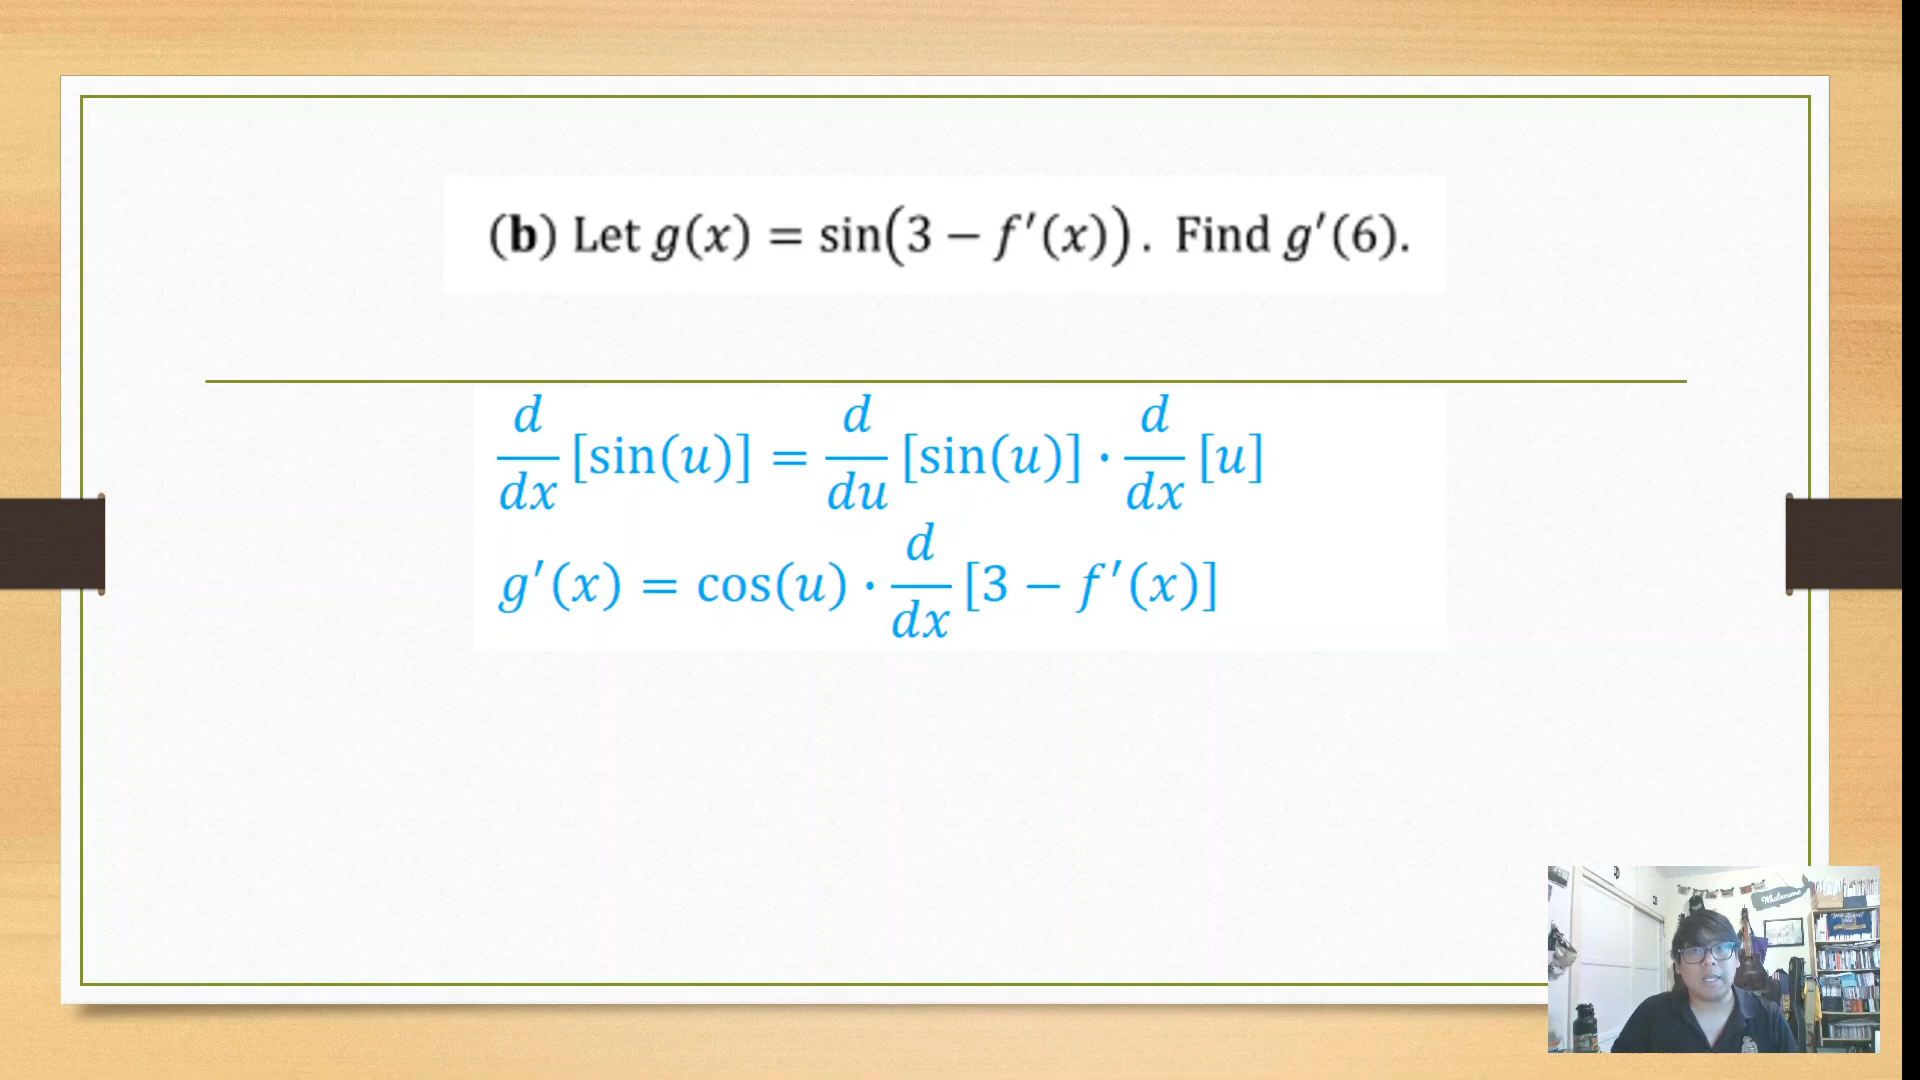 (b) Let g(x) = sin(3 − f′(x)). Find g′(6).
d/dx [sin(u)] = d/du [sin(u)] · d/dx [u]
g′(x) = cos(u) · d/dx [3 − f′(x)]